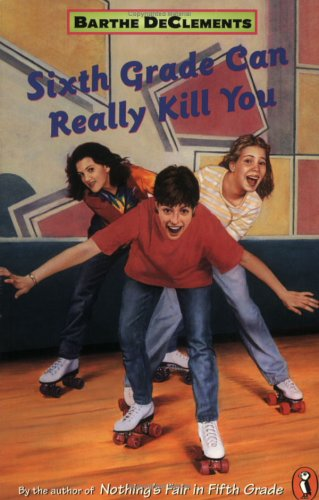 BARTHE DECLEMENTS
Sixth Grade Can
Really Kill You
By the author of Nothing's Fair in Fifth Grade